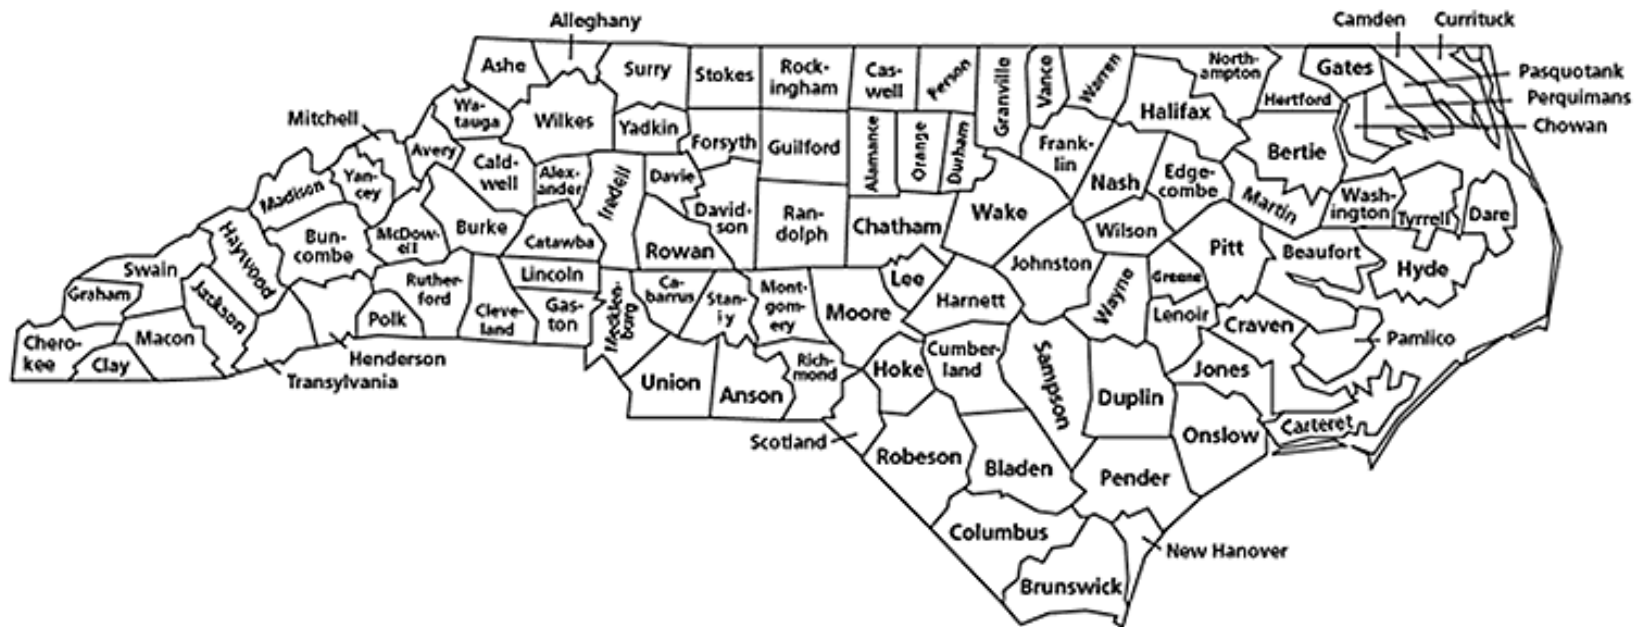 Alleghany
Camden
Currituck
Ashe
Surry
Stokes
Rock-
ingham
Cas-
well
Person
Granville
Vance
Warren
North-
ampton
Gates
Pasquotank
Hertford
Perquimans
Wa-
tauga
Halifax
Chowan
Mitchell
Wilkes
Yadkin
Forsyth
Guilford
Alamance
Orange
Durham
Frank-
lin
Bertie
Avery
Cald-
well
Alex-
ander
Iredell
Davie
Nash
Edge-
combe
Madison
Yan-
cey
David-
son
Ran-
dolph
Chatham
Wake
Martin
Wash-
ington
Tyrrell
Dare
Haywood
Bun-
combe
McDow-
ell
Burke
Catawba
Rowan
Wilson
Pitt
Beaufort
Swain
Lincoln
Johnston
Hyde
Graham
Jackson
Ruther-
ford
Ca-
barrus
Stan-
ly
Mont-
gom-
ery
Lee
Harnett
Wayne
Greene
Polk
Cleve-
land
Gas-
ton
Mecklen-
burg
Moore
Lenoir
Craven
Pamlico
Chero-
kee
Clay
Macon
Henderson
Transylvania
Union
Anson
Rich-
mond
Hoke
Cumber-
land
Sampson
Duplin
Jones
Scotland
Robeson
Bladen
Onslow
Carteret
Pender
Columbus
New Hanover
Brunswick